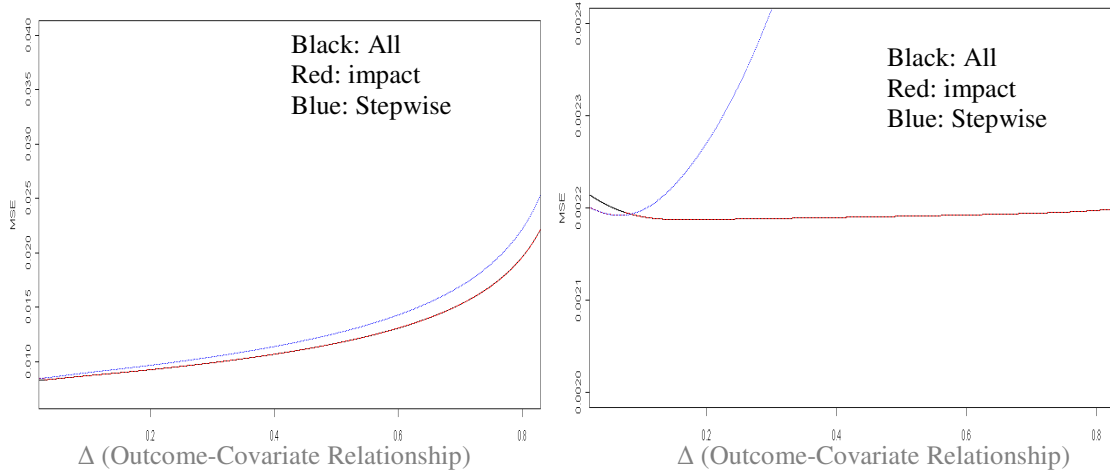 0.040
0.035
0.030
0.025
0.020
0.015
0.010
MSE
Black: All
Red: impact
Blue: Stepwise
0.2
0.4
0.6
0.8
Δ (Outcome-Covariate Relationship)
0.0024
0.0023
0.0022
0.0021
0.0020
MSE
Black: All
Red: impact
Blue: Stepwise
0.2
0.4
0.6
0.8
Δ (Outcome-Covariate Relationship)